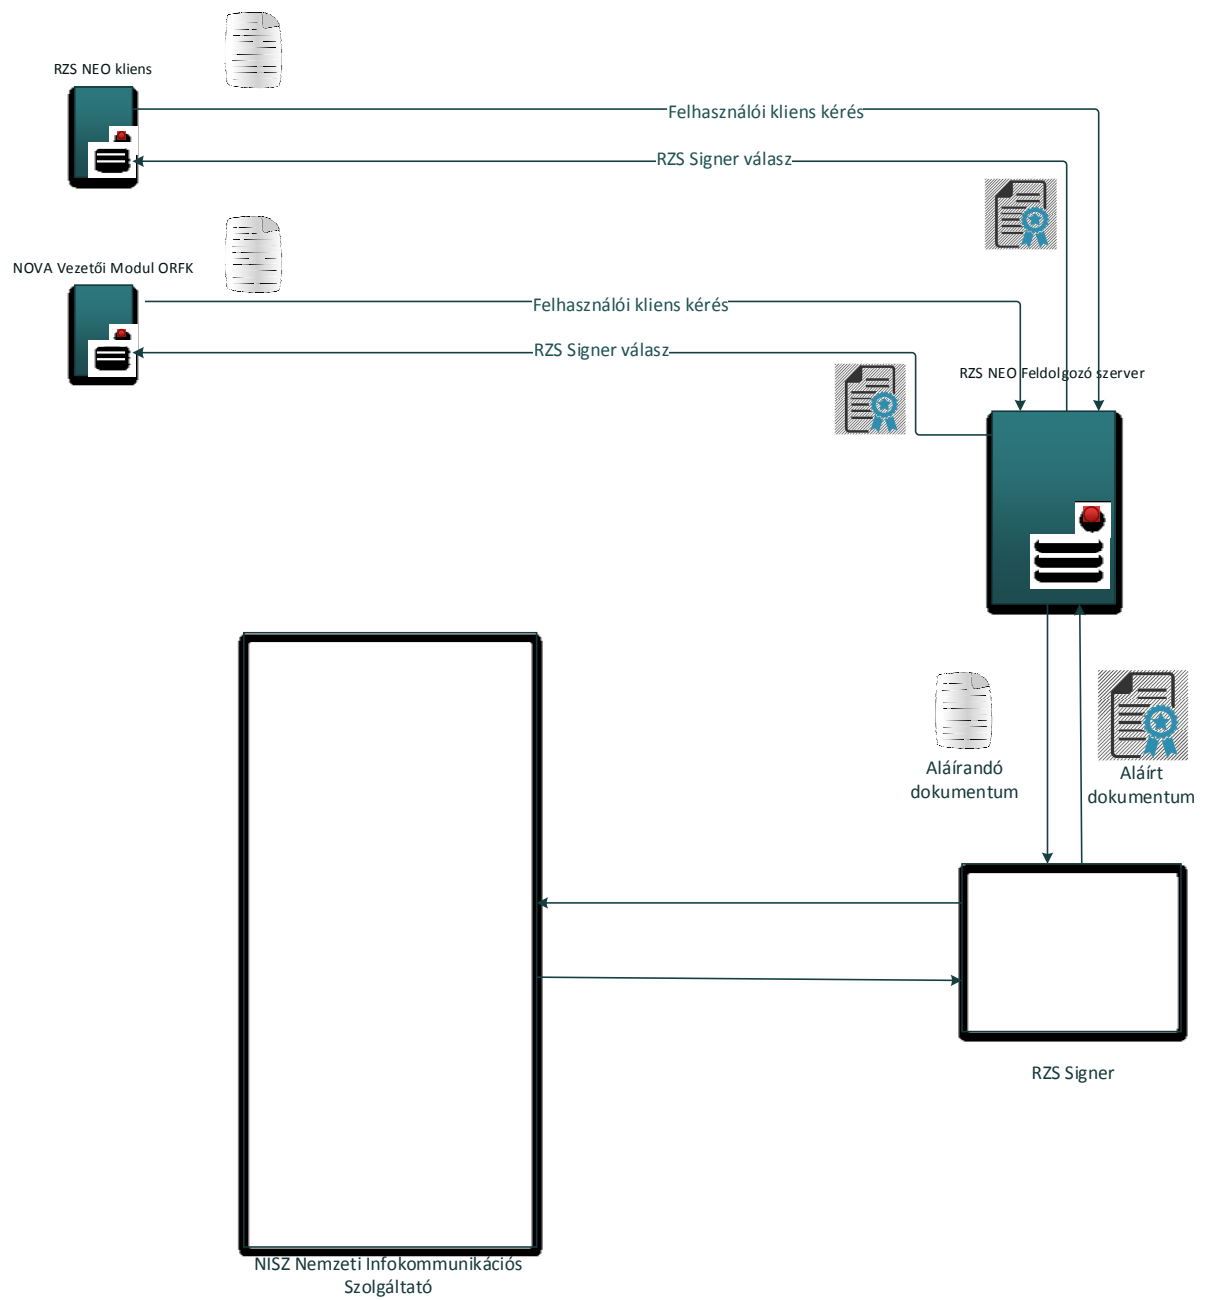 RZS NEO kliens
Felhasználói kliens kérés
RZS Signer válasz
NOVA Vezetői Modul ORFK
Felhasználói kliens kérés
RZS Signer válasz
RZS NEO Feldolgozó szerver
Aláírandó
dokumentum
Aláírt
dokumentum
RZS Signer
NISZ Nemzeti Infokommunikációs
Szolgáltató